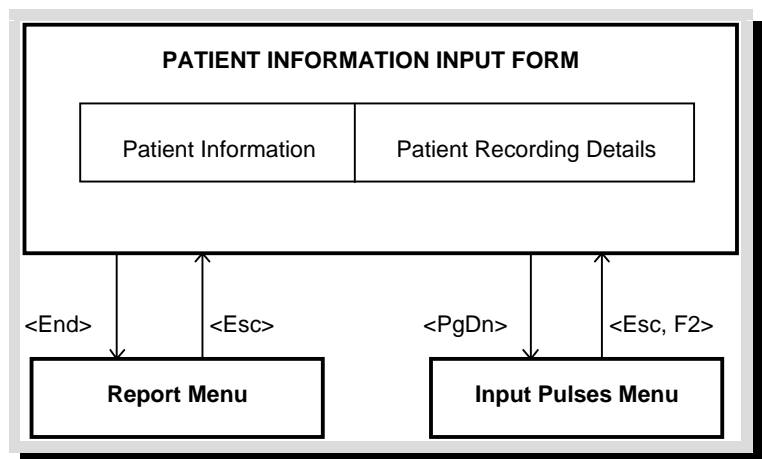 PATIENT INFORMATION INPUT FORM
Patient Information Patient Recording Details
<End> <Esc> <PgDn> <Esc, F2>
Report Menu Input Pulses Menu